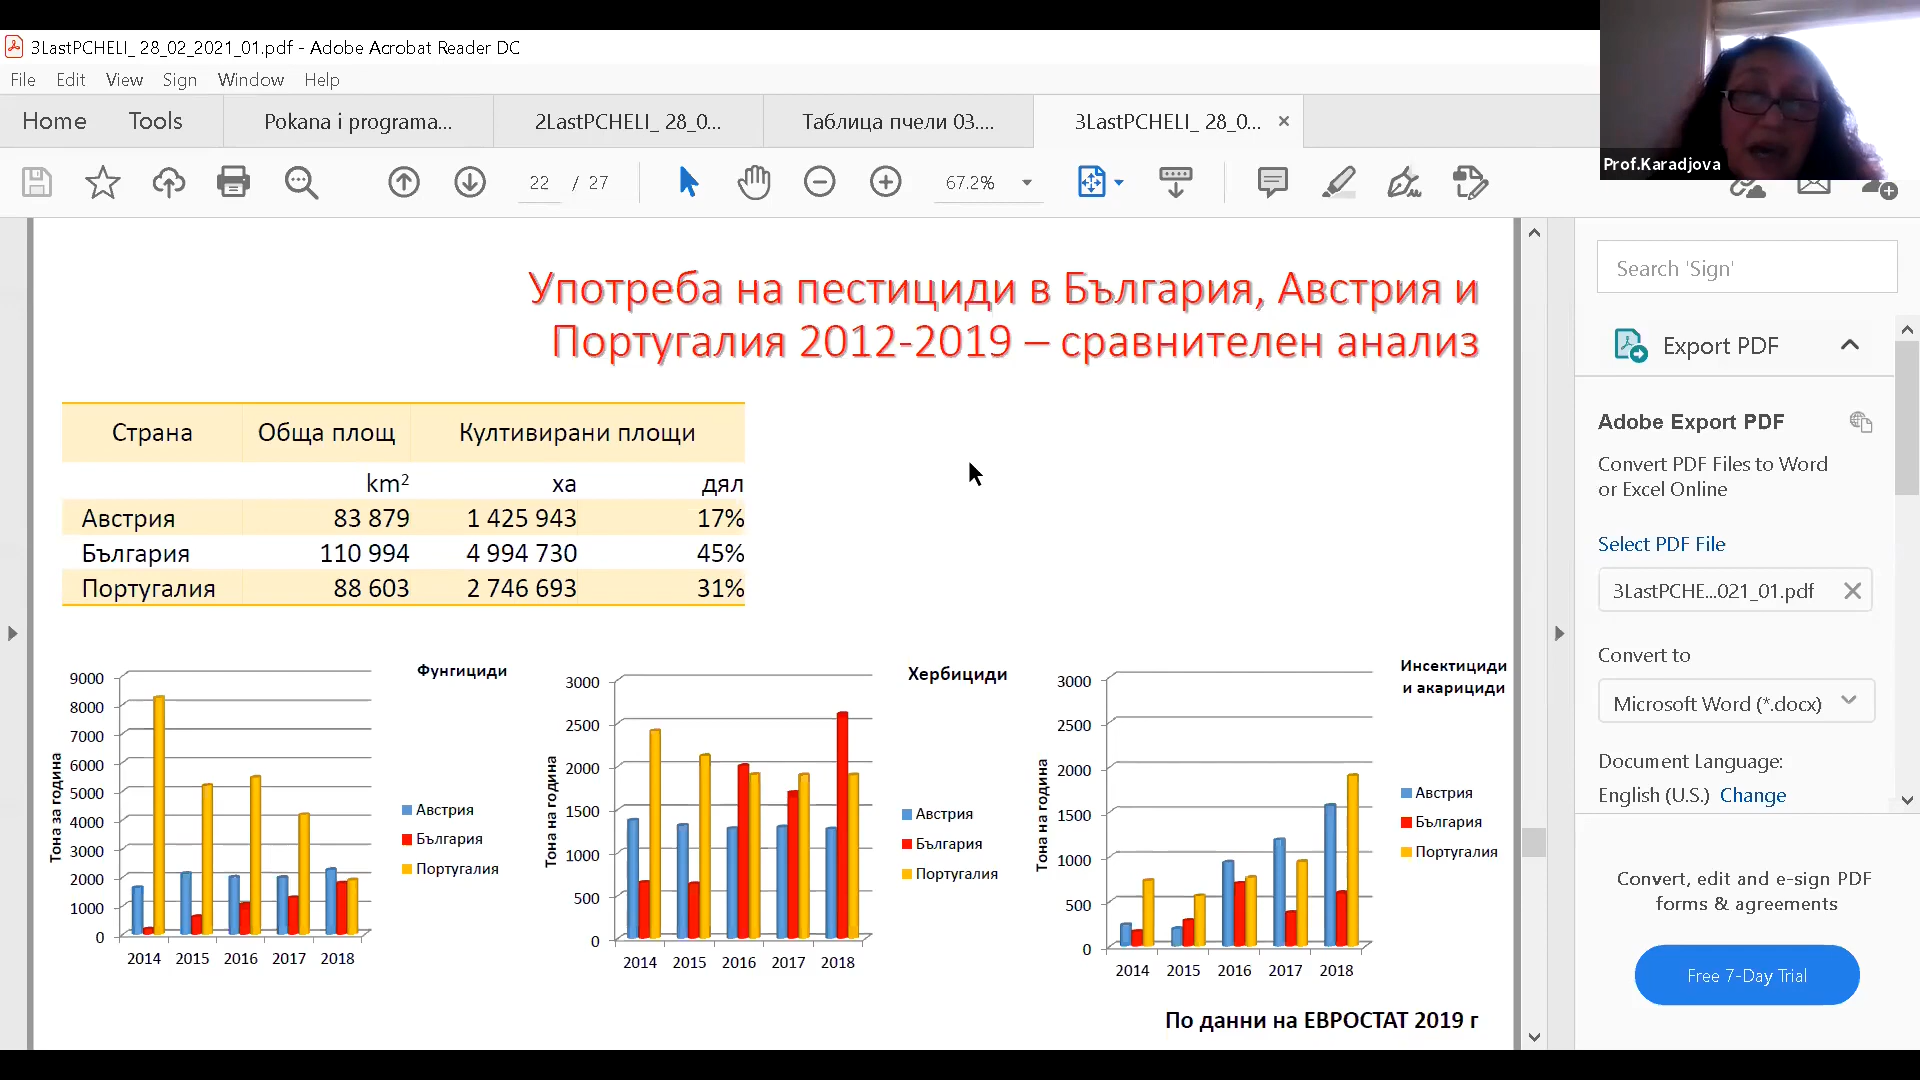 3LastPCHELI_ 28_02_2021_01.pdf - Adobe Acrobat Reader DC
File Edit View Sign Window Help
Home Tools Pokana i programa... 2LastPCHELI_ 28_0... Таблица пчели 03.... 3LastPCHELI_ 28_0... ×
Prof.Karadjova
22 / 27 67.2%
Употреба на пестициди в България, Австрия и
Португалия 2012-2019 – сравнителен анализ
Страна Обща площ Култивирани площи
km² ха дял
Австрия 83 879 1 425 943 17%
България 110 994 4 994 730 45%
Португалия 88 603 2 746 693 31%
Фунгициди
Тона за година
9000
8000
7000
6000
5000
4000
3000
2000
1000
0
2014 2015 2016 2017 2018
Австрия
България
Португалия
Хербициди
Тона на година
3000
2500
2000
1500
1000
500
0
2014 2015 2016 2017 2018
Австрия
България
Португалия
Инсектициди
и акарициди
Тона на година
3000
2500
2000
1500
1000
500
0
2014 2015 2016 2017 2018
Австрия
България
Португалия
По данни на ЕВРОСТАТ 2019 г
Search 'Sign'
Export PDF
Adobe Export PDF
Convert PDF Files to Word
or Excel Online
Select PDF File
3LastPCHE...021_01.pdf
Convert to
Microsoft Word (*.docx)
Document Language:
English (U.S.) Change
Convert, edit and e-sign PDF
forms & agreements
Free 7-Day Trial